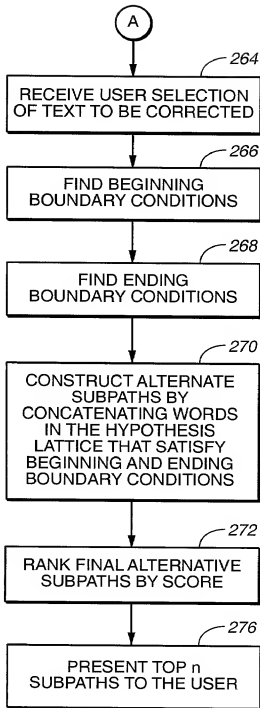 A
264
RECEIVE USER SELECTION
OF TEXT TO BE CORRECTED
266
FIND BEGINNING
BOUNDARY CONDITIONS
268
FIND ENDING
BOUNDARY CONDITIONS
270
CONSTRUCT ALTERNATE
SUBPATHS BY
CONCATENATING WORDS
IN THE HYPOTHESIS
LATTICE THAT SATISFY
BEGINNING AND ENDING
BOUNDARY CONDITIONS
272
RANK FINAL ALTERNATIVE
SUBPATHS BY SCORE
276
PRESENT TOP n
SUBPATHS TO THE USER